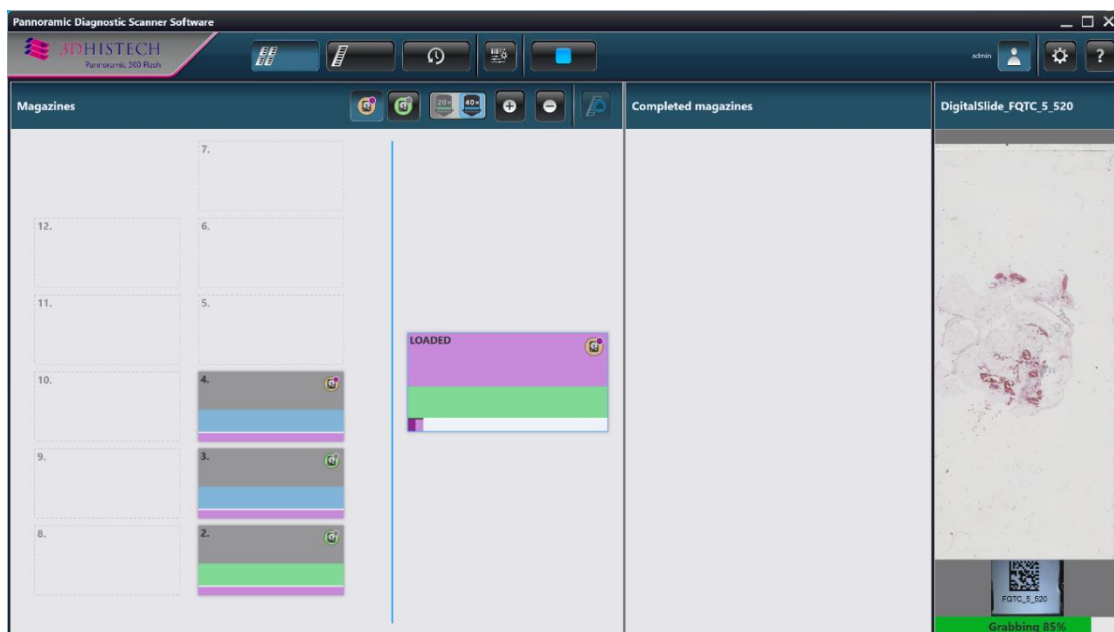 Pannoramic Diagnostic Scanner Software
3DHISTECH
Pannoramic 300 Flash
admin
?
Magazines
20x
40x
Completed magazines
DigitalSlide_FQTC_5_520
7.
12.
6.
11.
5.
LOADED
10.
4.
9.
3.
8.
2.
FQTC_5_520
Grabbing 85%